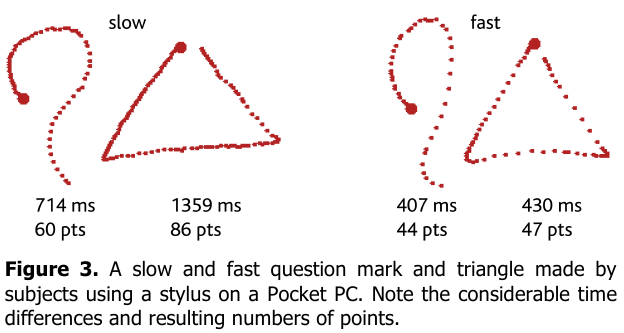 slow
fast
714 ms
1359 ms
407 ms
430 ms
60 pts
86 pts
44 pts
47 pts
Figure 3. A slow and fast question mark and triangle made by
subjects using a stylus on a Pocket PC. Note the considerable time
differences and resulting numbers of points.